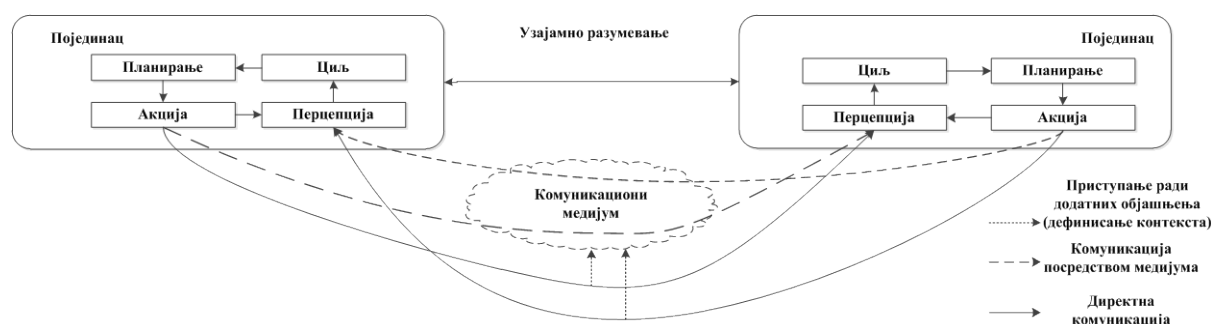 Појединац
Планирање
Циљ
Акција
Перцепција
Узајамно разумевање
Појединац
Циљ
Планирање
Перцепција
Акција
Комуникациони
медијум
Приступање ради
додатних објашњења
(дефинисање контекста)
Комуникација
посредством медијума
Директна
комуникација